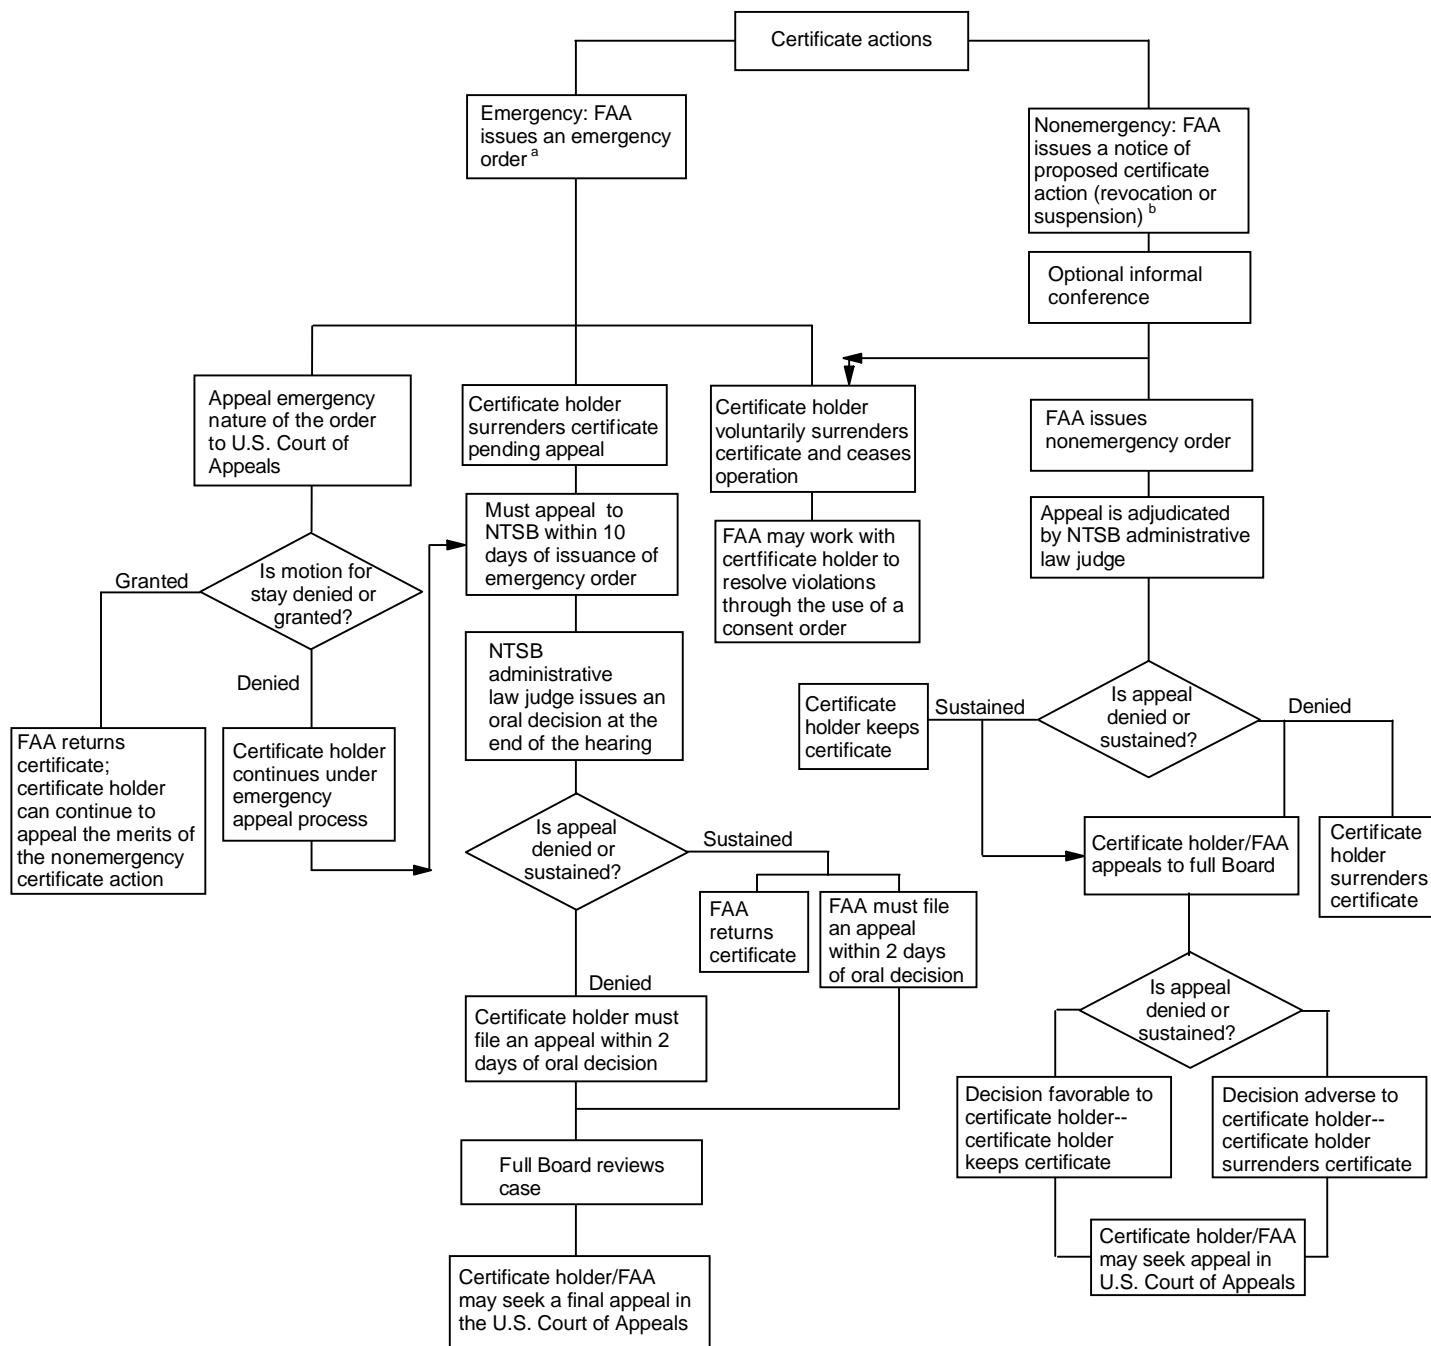 Certificate actions
Emergency: FAA
issues an emergency
order a
Nonemergency: FAA
issues a notice of
proposed certificate
action (revocation or
suspension) b
Optional informal
conference
Appeal emergency
nature of the order
to U.S. Court of
Appeals
Certificate holder
surrenders certificate
pending appeal
Certificate holder
voluntarily surrenders
certificate and ceases
operation
FAA issues
nonemergency order
Must appeal to
NTSB within 10
days of issuance of
emergency order
FAA may work with
certfificate holder to
resolve violations
through the use of a
consent order
Appeal is adjudicated
by NTSB administrative
law judge
Is motion for
stay denied or
granted?
Granted
Denied
NTSB
administrative
law judge issues an
oral decision at the
end of the hearing
Certificate
holder keeps
certificate
Sustained
Is appeal
denied or
sustained?
Denied
FAA returns
certificate;
certificate holder
can continue to
appeal the merits of
the nonemergency
certificate action
Certificate holder
continues under
emergency
appeal process
Is appeal
denied or
sustained?
Sustained
Certificate holder/FAA
appeals to full Board
Certificate
holder
surrenders
certificate
FAA
returns
certificate
FAA must file
an appeal
within 2 days
of oral decision
Denied
Certificate holder must
file an appeal within 2
days of oral decision
Is appeal
denied or
sustained?
Decision favorable to
certificate holder--
certificate holder
keeps certificate
Decision adverse to
certificate holder--
certificate holder
surrenders certificate
Full Board reviews
case
Certificate holder/FAA
may seek appeal in
U.S. Court of Appeals
Certificate holder/FAA
may seek a final appeal in
the U.S. Court of Appeals